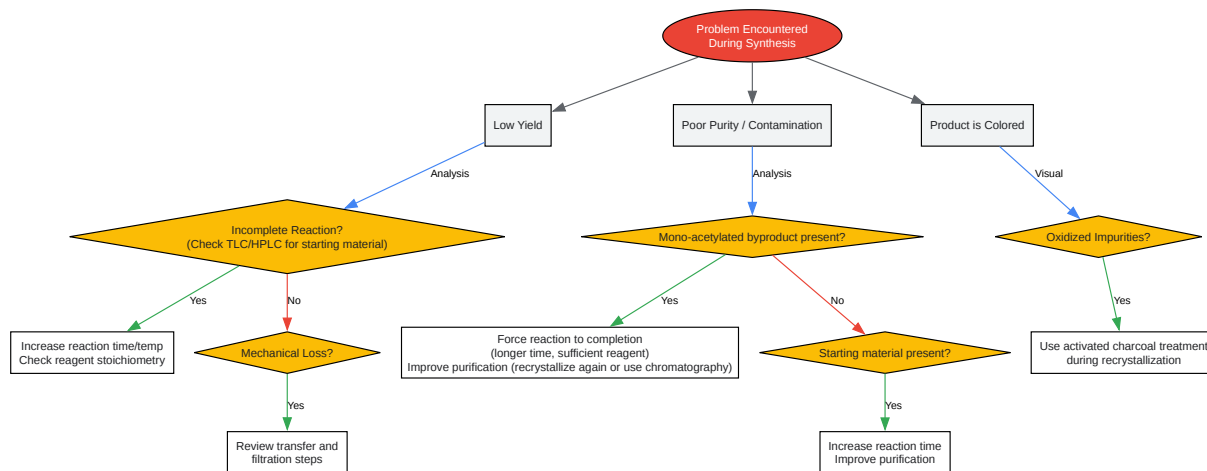 Problem Encountered
During Synthesis
Low Yield
Poor Purity / Contamination
Product is Colored
Analysis
Analysis
Visual
Incomplete Reaction?
(Check TLC/HPLC for starting material)
Mono-acetylated byproduct present?
Oxidized Impurities?
Yes
No
Yes
No
Yes
Increase reaction time/temp
Check reagent stoichiometry
Mechanical Loss?
Force reaction to completion
(longer time, sufficient reagent)
Improve purification (recrystallize again or use chromatography)
Starting material present?
Use activated charcoal treatment
during recrystallization
Yes
Yes
Review transfer and
filtration steps
Increase reaction time
Improve purification